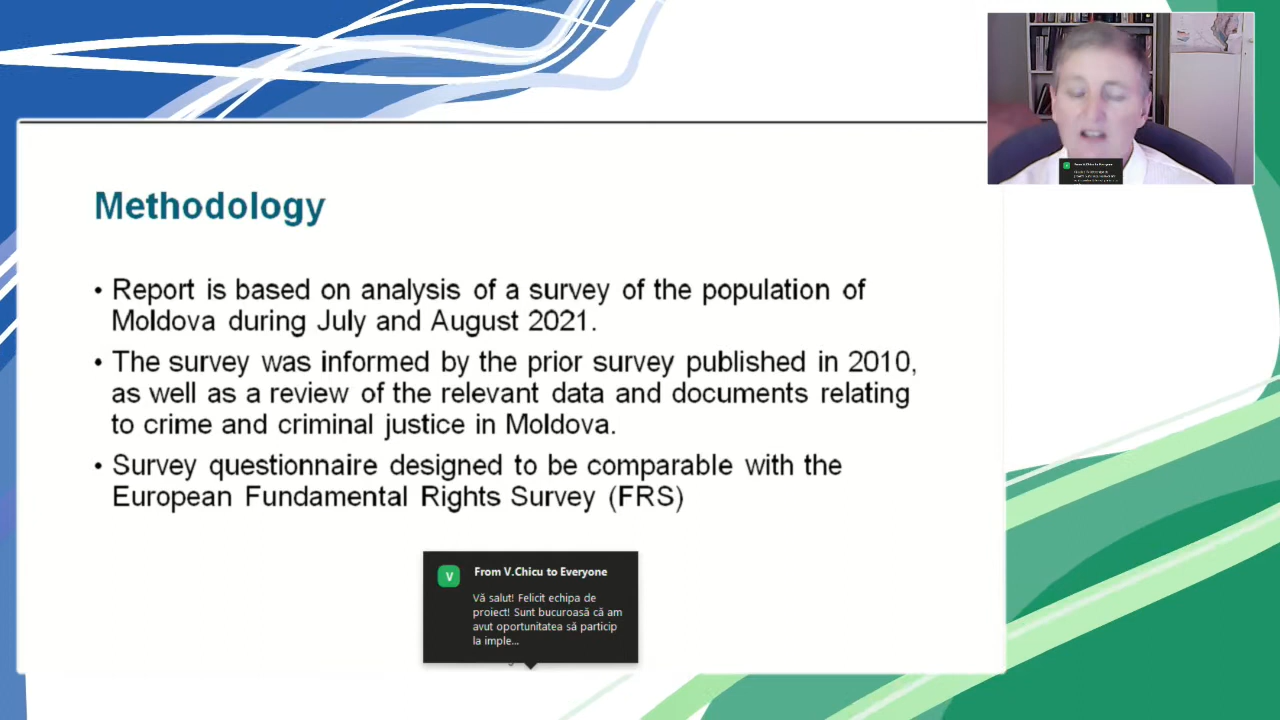 Methodology
• Report is based on analysis of a survey of the population of
Moldova during July and August 2021.
• The survey was informed by the prior survey published in 2010,
as well as a review of the relevant data and documents relating
to crime and criminal justice in Moldova.
• Survey questionnaire designed to be comparable with the
European Fundamental Rights Survey (FRS)
V
From V.Chicu to Everyone
Vă salut! Felicit echipa de
proiect! Sunt bucuroasă că am
avut oportunitatea să particip
la imple...